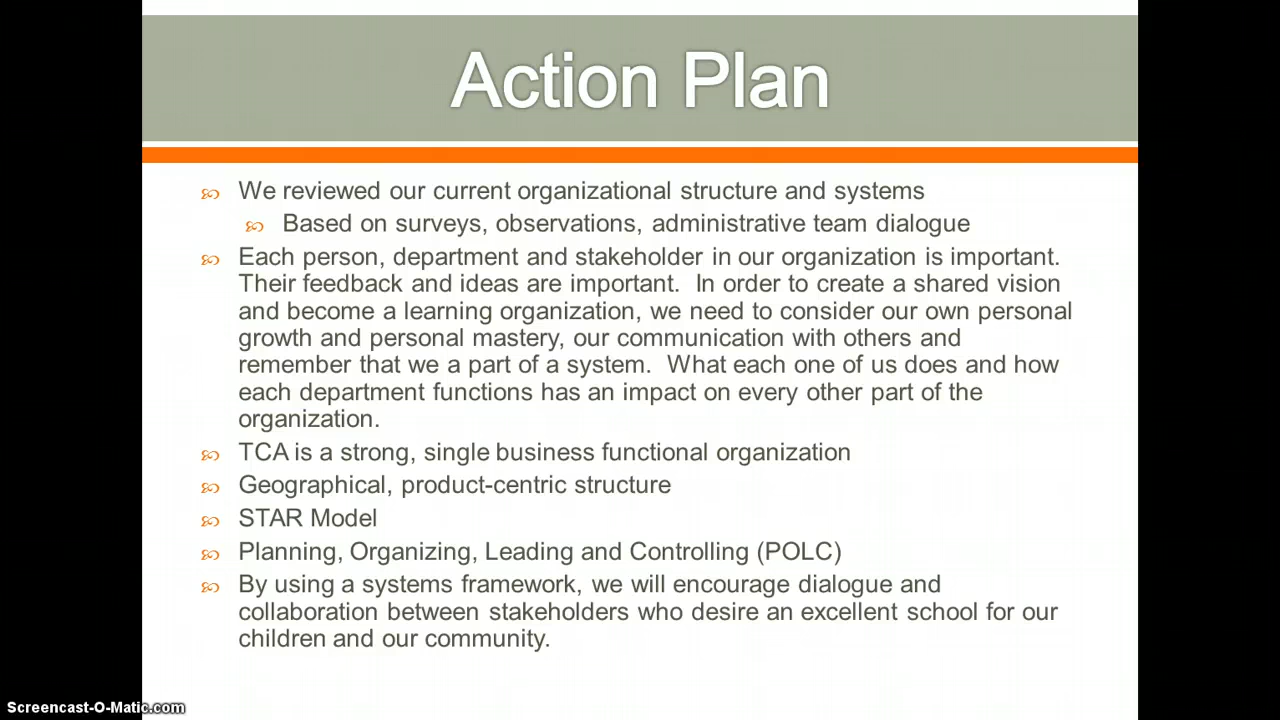 Action Plan
We reviewed our current organizational structure and systems
Based on surveys, observations, administrative team dialogue
Each person, department and stakeholder in our organization is important.
Their feedback and ideas are important.  In order to create a shared vision
and become a learning organization, we need to consider our own personal
growth and personal mastery, our communication with others and
remember that we a part of a system.  What each one of us does and how
each department functions has an impact on every other part of the
organization.
TCA is a strong, single business functional organization
Geographical, product-centric structure
STAR Model
Planning, Organizing, Leading and Controlling (POLC)
By using a systems framework, we will encourage dialogue and
collaboration between stakeholders who desire an excellent school for our
children and our community.
Screencast-O-Matic.com